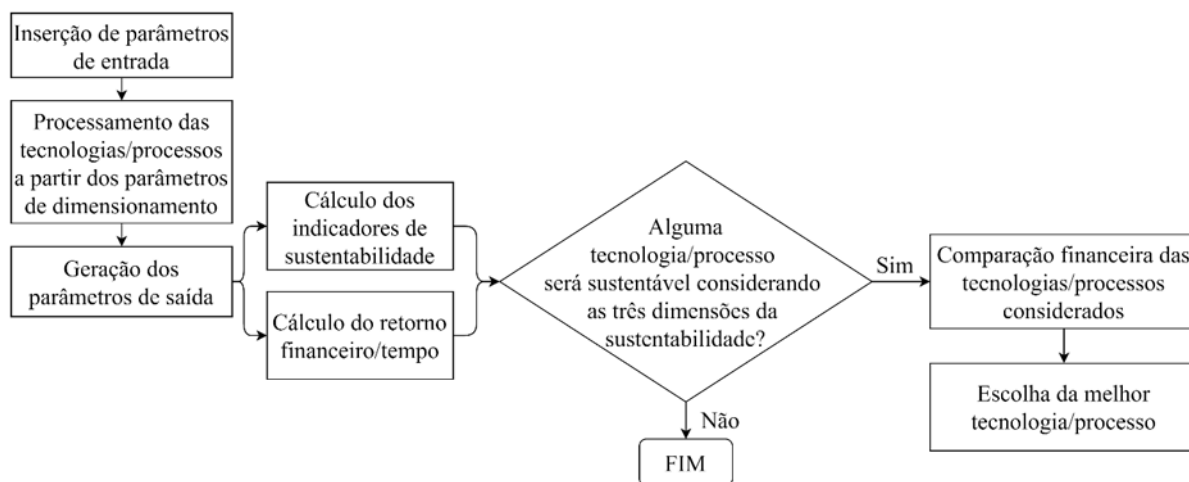 Inserção de parâmetros
de entrada
Processamento das
tecnologias/processos
a partir dos parâmetros
de dimensionamento
Geração dos
parâmetros de saída
Cálculo dos
indicadores de
sustentabilidade
Cálculo do retorno
financeiro/tempo
Alguma
tecnologia/processo
será sustentável considerando
as três dimensões da
sustentabilidade?
Sim
Não
FIM
Comparação financeira das
tecnologias/processos
considerados
Escolha da melhor
tecnologia/processo